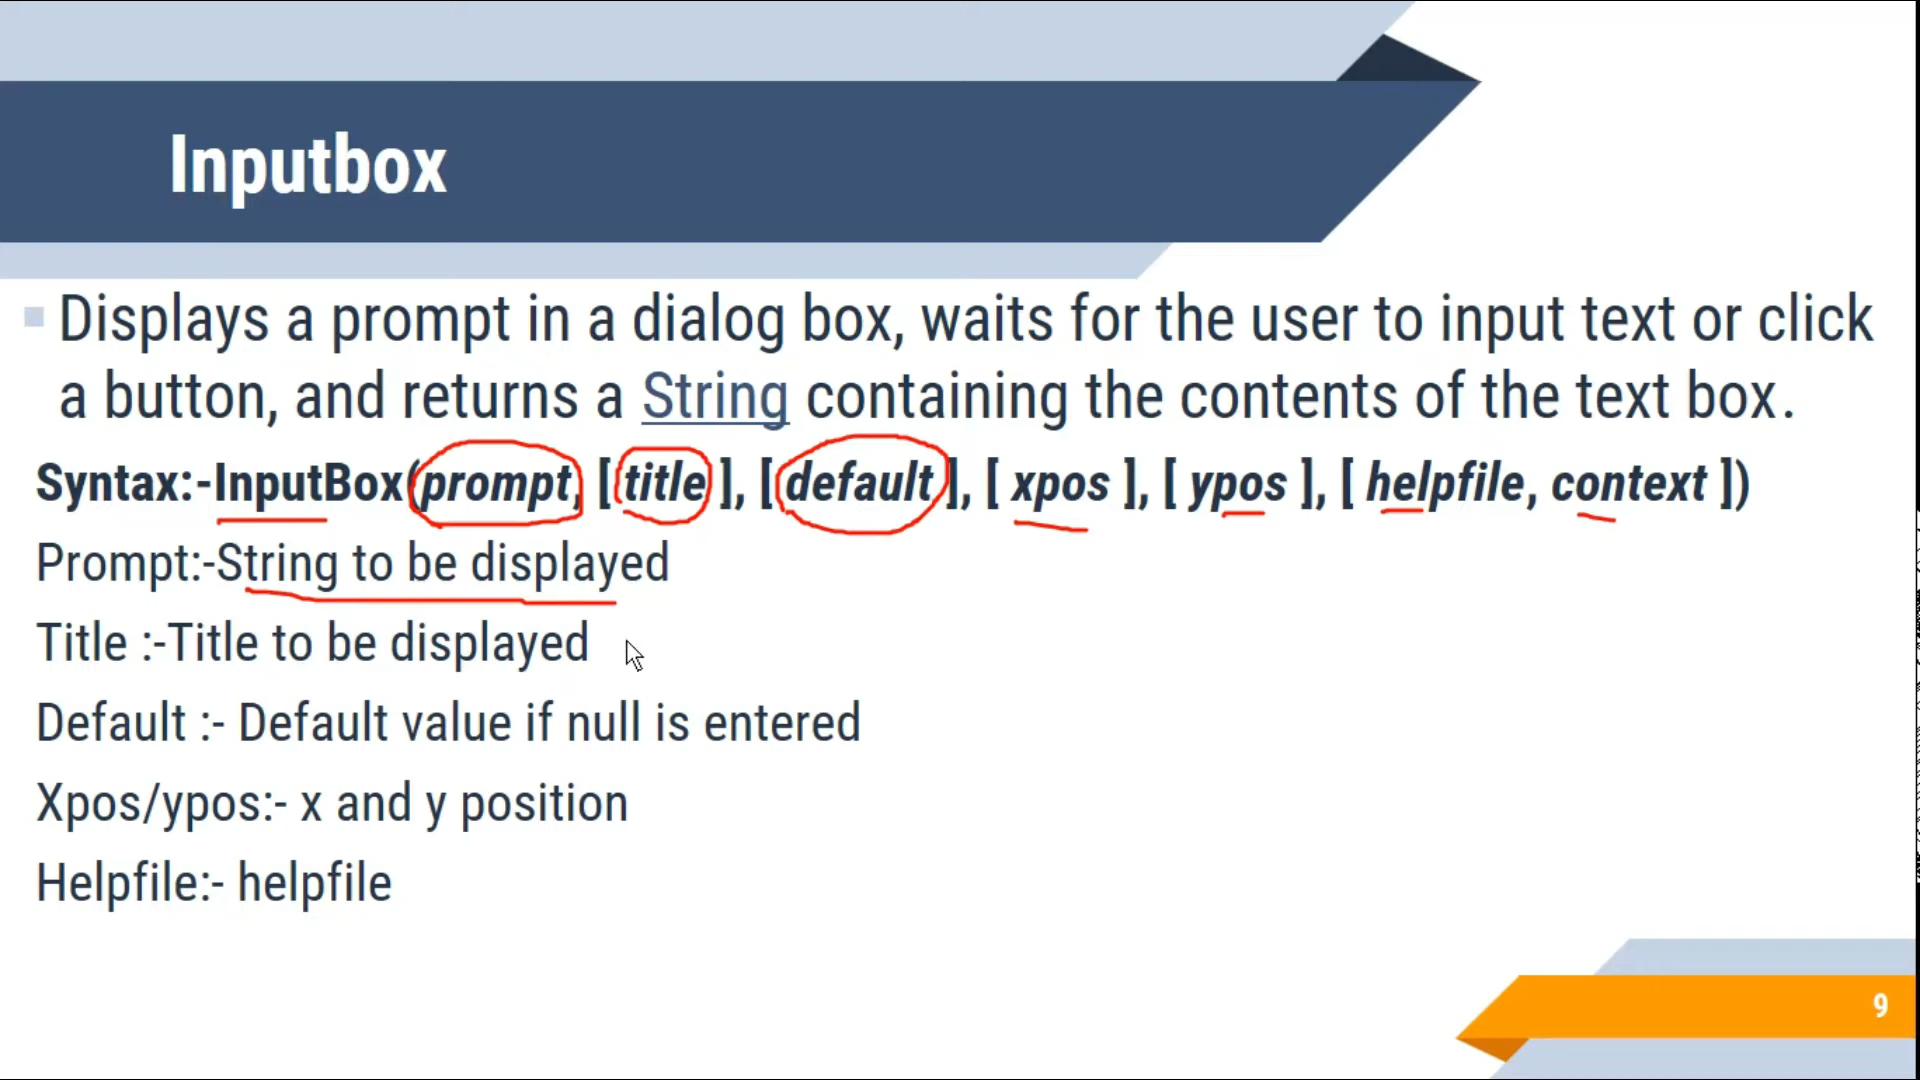 Inputbox
Displays a prompt in a dialog box, waits for the user to input text or click
a button, and returns a String containing the contents of the text box.
Syntax:-InputBox(prompt, [ title ], [ default ], [ xpos ], [ ypos ], [ helpfile, context ])
Prompt:-String to be displayed
Title :-Title to be displayed
Default :- Default value if null is entered
Xpos/ypos:- x and y position
Helpfile:- helpfile
9